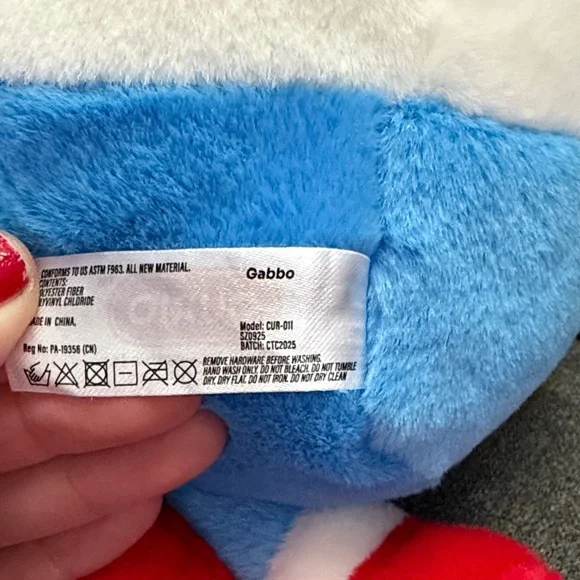 CONFORMS TO US ASTM F963. ALL NEW MATERIAL.
CONTENTS:
POLYESTER FIBER
POLYVINYL CHLORIDE
MADE IN CHINA.
Reg No: PA-19356 (CN)
Gabbo
Model: CUR-011
SZ0925
BATCH: CTC2025
REMOVE HARDWARE BEFORE WASHING.
HAND WASH ONLY. DO NOT BLEACH. DO NOT TUMBLE
DRY. DRY FLAT. DO NOT IRON. DO NOT DRY CLEAN